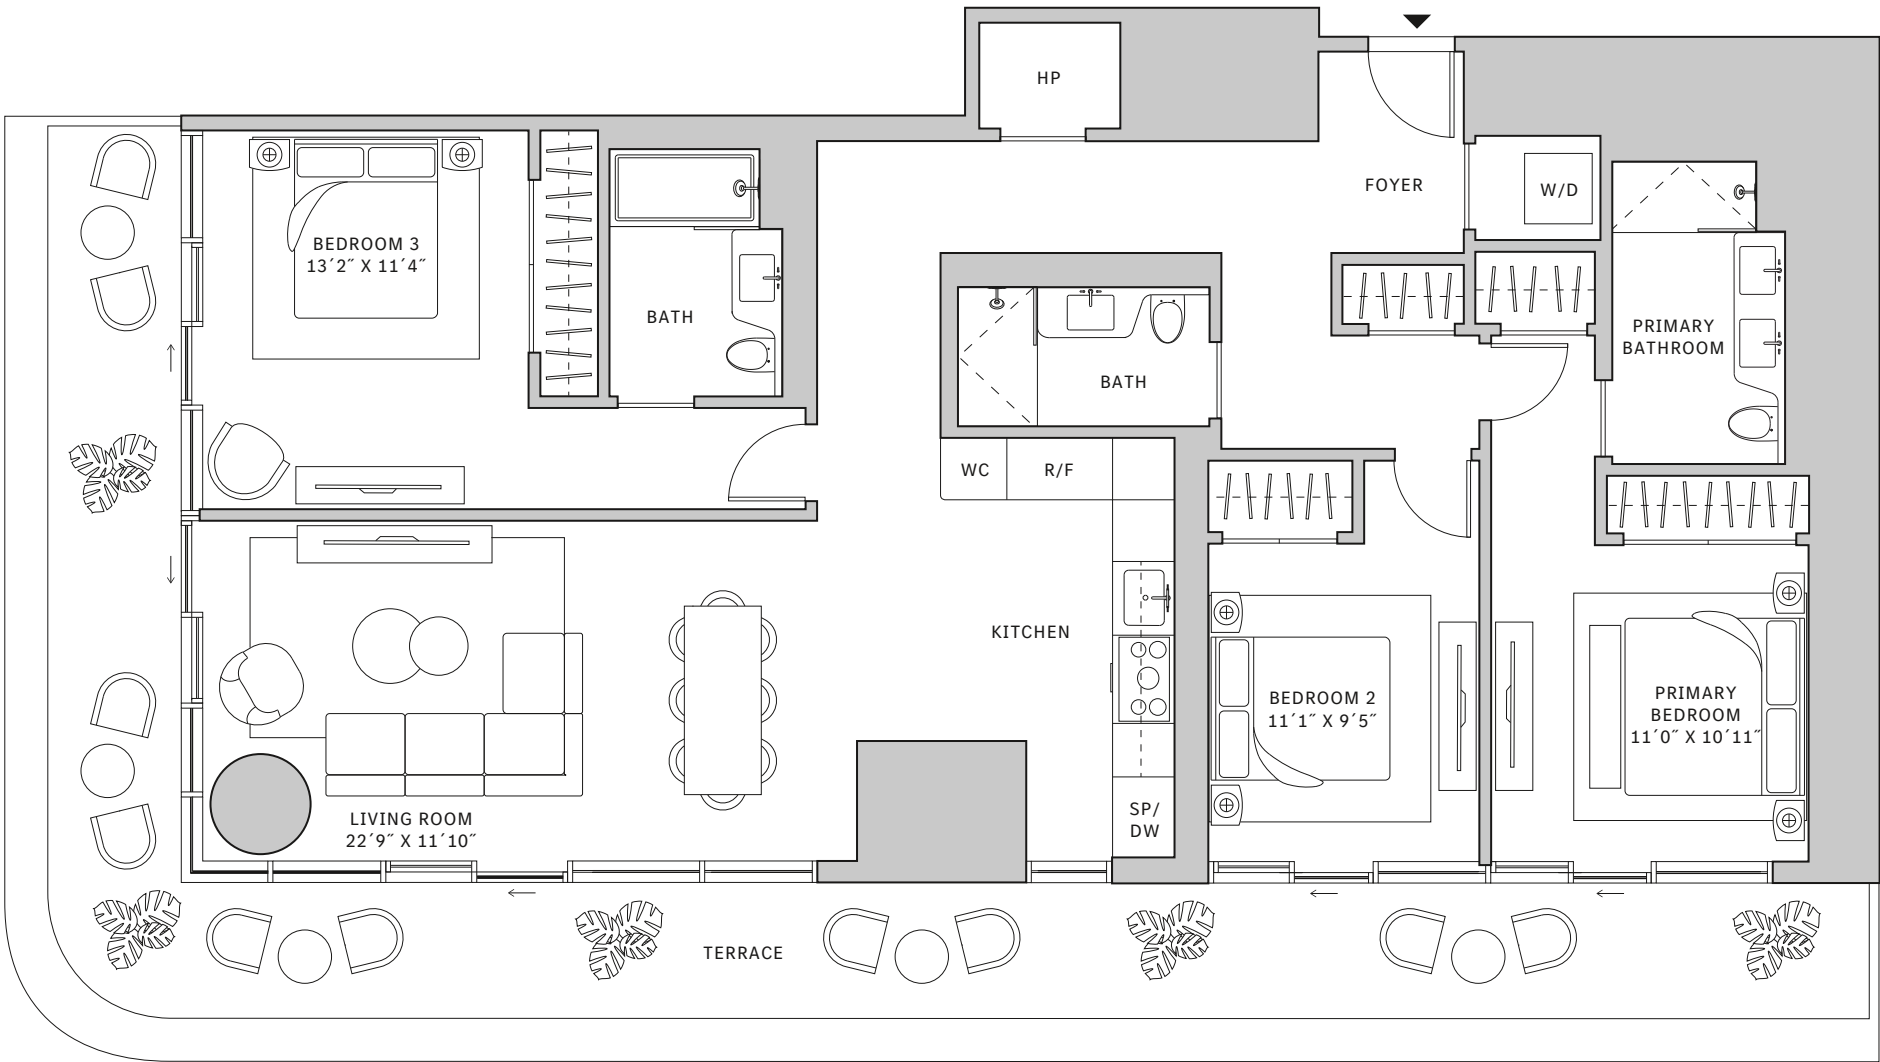 HP
FOYER
W/D
BEDROOM 3
13´2˝ X 11´4˝
BATH
PRIMARY
BATHROOM
BATH
WC
R/F
KITCHEN
BEDROOM 2
11´1˝ X 9´5˝
PRIMARY
BEDROOM
11´0˝ X 10´11˝
LIVING ROOM
22´9˝ X 11´10˝
SP/
DW
TERRACE